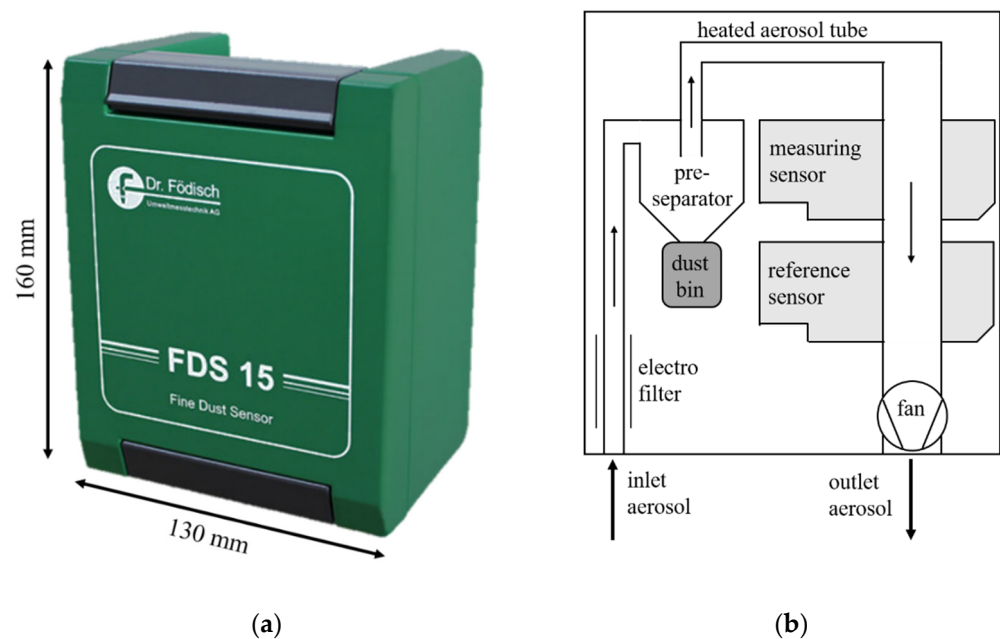 160 mm
Dr. Födisch
Umweltmesstechnik AG
FDS 15
Fine Dust Sensor
130 mm
(a)
heated aerosol tube
measuring
sensor
pre-
separator
dust
bin
reference
sensor
electro
filter
fan
inlet
aerosol
outlet
aerosol
(b)